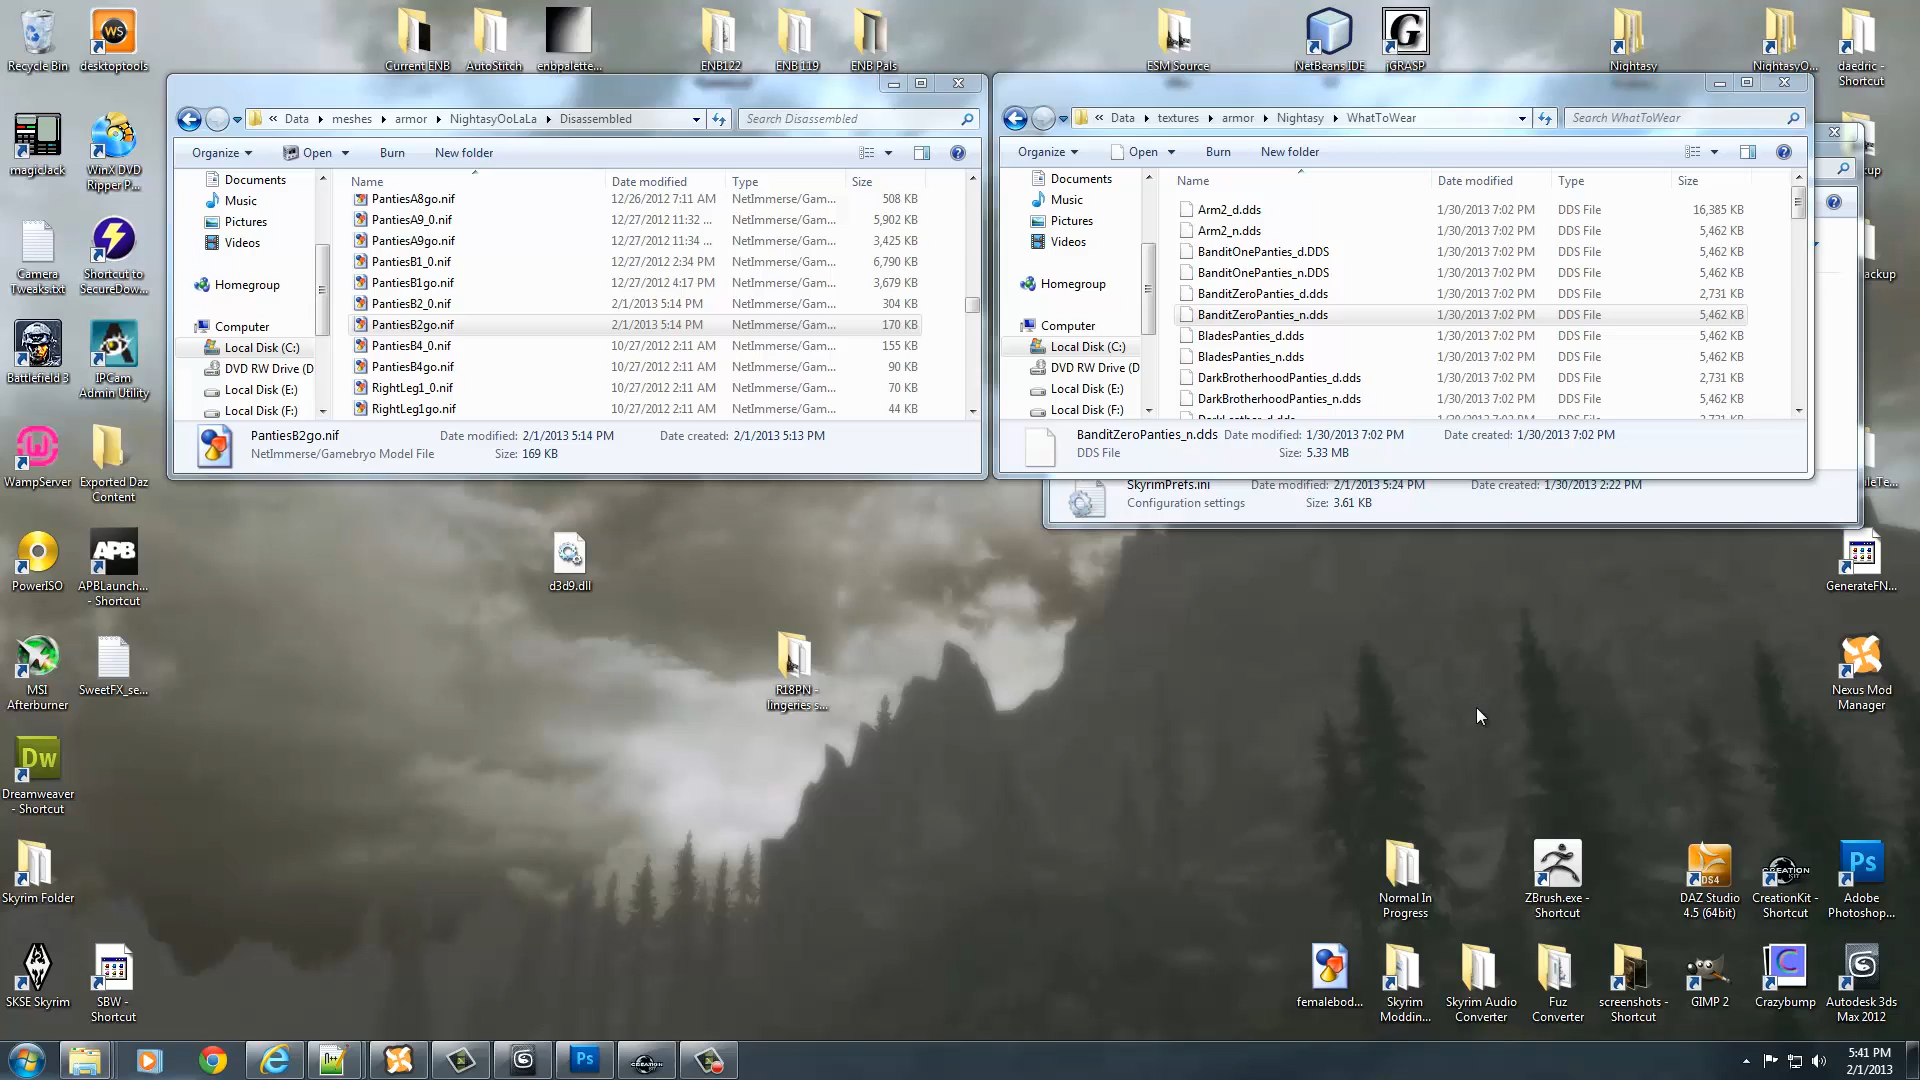 Recycle Bin
desktoptools
Current ENB
AutoStitch
enbpalette...
ENB122
ENB 119
ENB Pals
ESM Source
NetBeans IDE
jGRASP
Nightasy
NightasyO...
daedric - Shortcut
magicJack
WinX DVD Ripper P...
Camera Tweaks.txt
Shortcut to SecureDow...
Battlefield 3
IPCam Admin Utility
WampServer
Exported Daz Content
PowerISO
APBLaunch... - Shortcut
MSI Afterburner
SweetFX_se...
Dreamweaver - Shortcut
Skyrim Folder
SKSE Skyrim
SBW - Shortcut
« Data meshes armor NightasyOoLaLa Disassembled
Search Disassembled
Organize Open Burn New folder
Documents
Music
Pictures
Videos
Homegroup
Computer
Local Disk (C:)
DVD RW Drive (D
Local Disk (E:)
Local Disk (F:)
Name Date modified Type Size
PantiesA8go.nif 12/26/2012 7:11 AM NetImmerse/Gam... 508 KB
PantiesA9_0.nif 12/27/2012 11:32 ... NetImmerse/Gam... 5,902 KB
PantiesA9go.nif 12/27/2012 11:34 ... NetImmerse/Gam... 3,425 KB
PantiesB1_0.nif 12/27/2012 2:34 PM NetImmerse/Gam... 6,790 KB
PantiesB1go.nif 12/27/2012 4:17 PM NetImmerse/Gam... 3,679 KB
PantiesB2_0.nif 2/1/2013 5:14 PM NetImmerse/Gam... 304 KB
PantiesB2go.nif 2/1/2013 5:14 PM NetImmerse/Gam... 170 KB
PantiesB4_0.nif 10/27/2012 2:11 AM NetImmerse/Gam... 155 KB
PantiesB4go.nif 10/27/2012 2:11 AM NetImmerse/Gam... 90 KB
RightLeg1_0.nif 10/27/2012 2:11 AM NetImmerse/Gam... 70 KB
RightLeg1go.nif 10/27/2012 2:11 AM NetImmerse/Gam... 44 KB
PantiesB2go.nif Date modified: 2/1/2013 5:14 PM Date created: 2/1/2013 5:13 PM
NetImmerse/Gamebryo Model File Size: 169 KB
« Data textures armor Nightasy WhatToWear
Search WhatToWear
Organize Open Burn New folder
Documents
Music
Pictures
Videos
Homegroup
Computer
Local Disk (C:)
DVD RW Drive (D
Local Disk (E:)
Local Disk (F:)
Name Date modified Type Size
Arm2_d.dds 1/30/2013 7:02 PM DDS File 16,385 KB
Arm2_n.dds 1/30/2013 7:02 PM DDS File 5,462 KB
BanditOnePanties_d.DDS 1/30/2013 7:02 PM DDS File 5,462 KB
BanditOnePanties_n.DDS 1/30/2013 7:02 PM DDS File 5,462 KB
BanditZeroPanties_d.dds 1/30/2013 7:02 PM DDS File 2,731 KB
BanditZeroPanties_n.dds 1/30/2013 7:02 PM DDS File 5,462 KB
BladesPanties_d.dds 1/30/2013 7:02 PM DDS File 5,462 KB
BladesPanties_n.dds 1/30/2013 7:02 PM DDS File 5,462 KB
DarkBrotherhoodPanties_d.dds 1/30/2013 7:02 PM DDS File 2,731 KB
DarkBrotherhoodPanties_n.dds 1/30/2013 7:02 PM DDS File 5,462 KB
BanditZeroPanties_n.dds Date modified: 1/30/2013 7:02 PM Date created: 1/30/2013 7:02 PM
DDS File Size: 5.33 MB
SkyrimPrefs.ini Date modified: 2/1/2013 5:24 PM Date created: 1/30/2013 2:22 PM
Configuration settings Size: 3.61 KB
d3d9.dll
R18PN - lingeries s...
GenerateFN...
Nexus Mod Manager
Normal In Progress
ZBrush.exe - Shortcut
DAZ Studio 4.5 (64bit)
CreationKit - Shortcut
Adobe Photoshop...
femalebod...
Skyrim Moddin...
Skyrim Audio Converter
Fuz Converter
screenshots - Shortcut
GIMP 2
Crazybump
Autodesk 3ds Max 2012
5:41 PM
2/1/2013